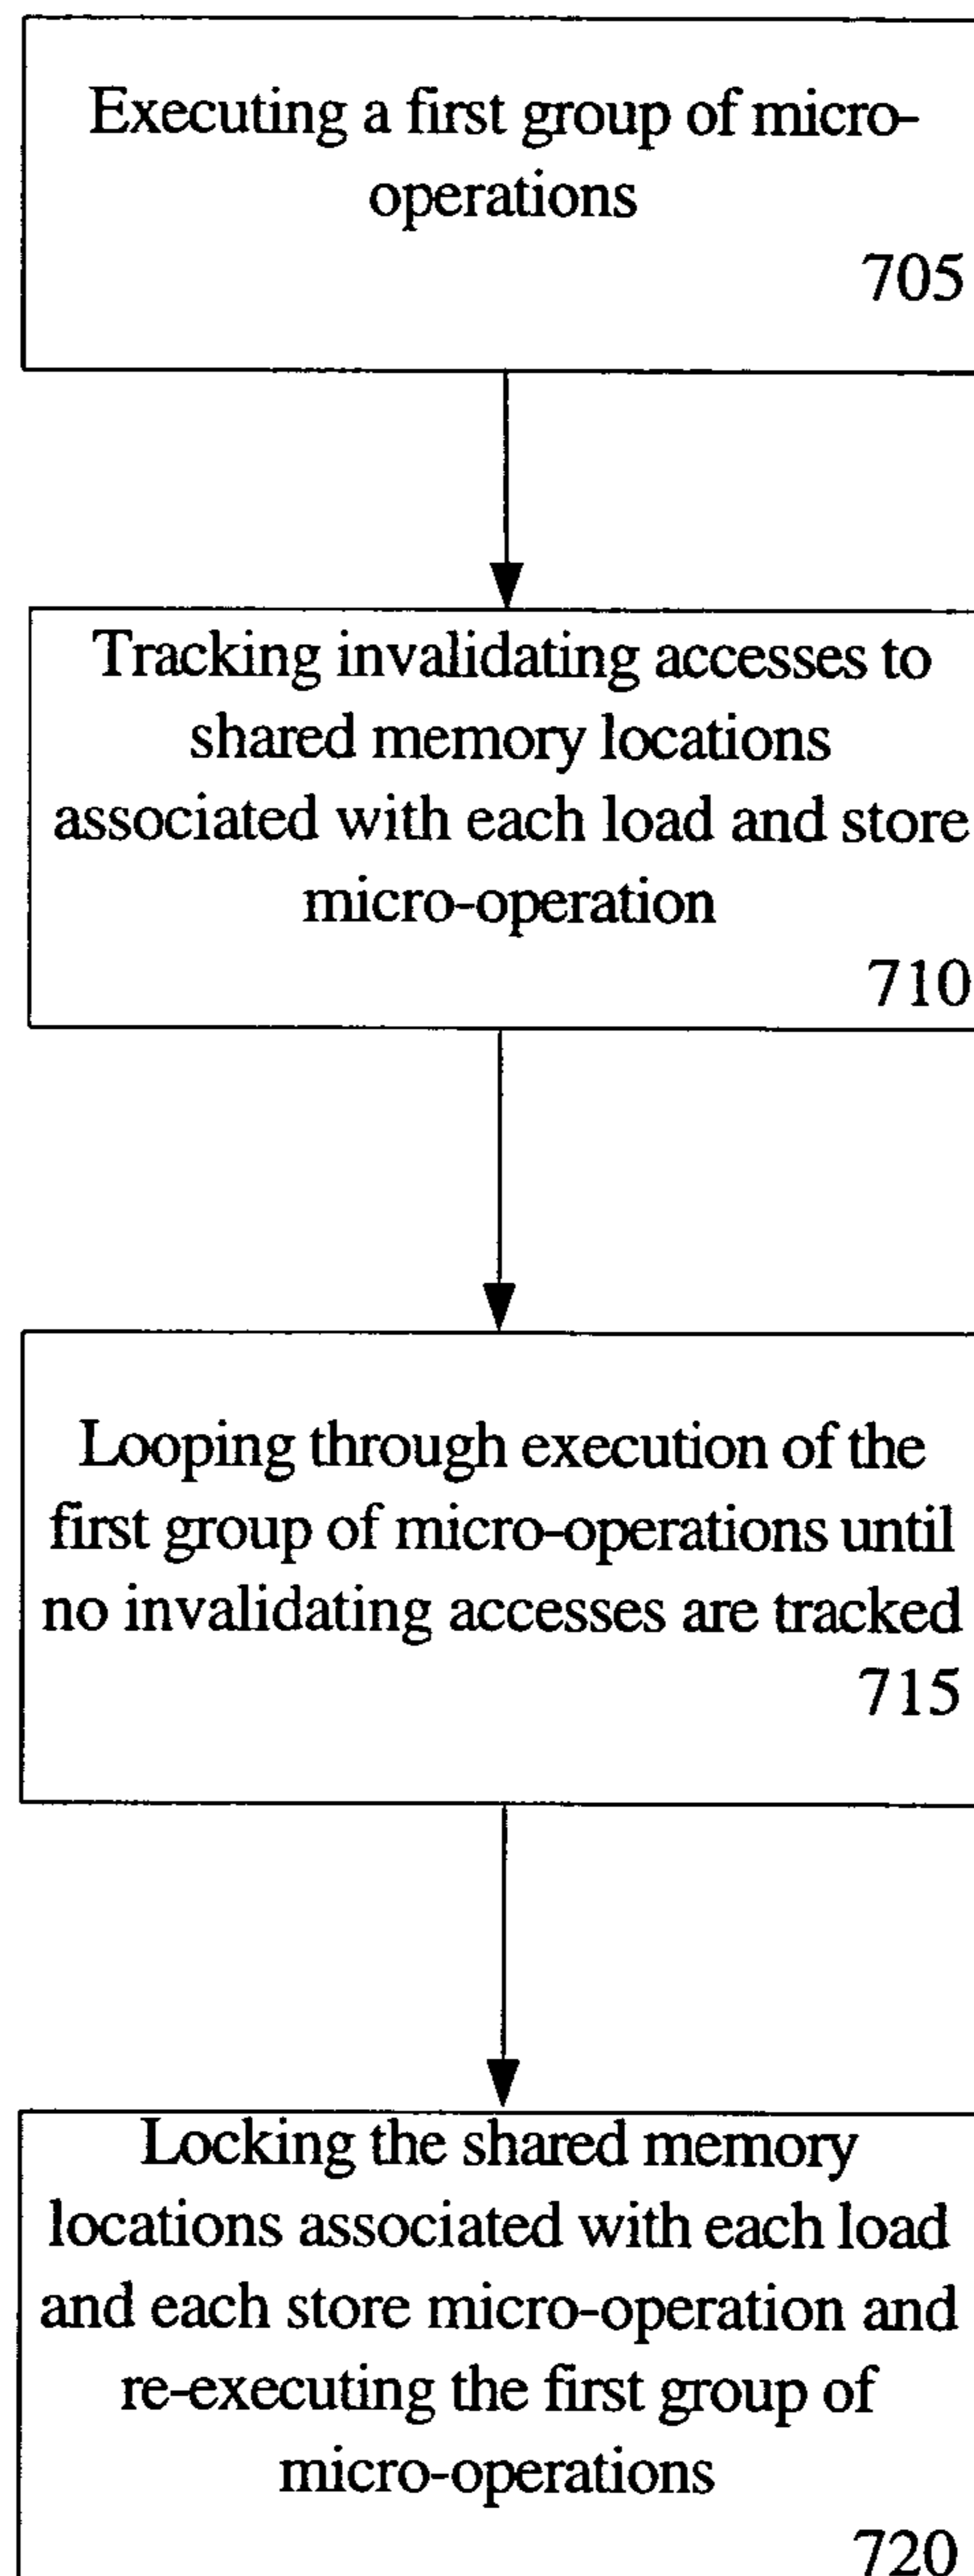 Executing a first group of micro-
operations
705
Tracking invalidating accesses to
shared memory locations
associated with each load and store
micro-operation
710
Looping through execution of the
first group of micro-operations until
no invalidating accesses are tracked
715
Locking the shared memory
locations associated with each load
and each store micro-operation and
re-executing the first group of
micro-operations
720